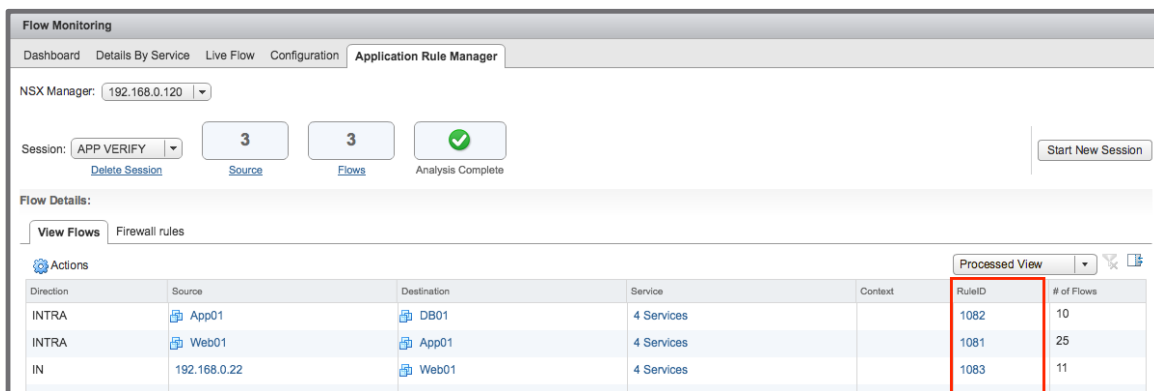 Flow Monitoring
Dashboard Details By Service Live Flow Configuration Application Rule Manager
NSX Manager: 192.168.0.120
Session: APP VERIFY 3 3 Start New Session
Delete Session Source Flows Analysis Complete
Flow Details:
View Flows Firewall rules
Actions Processed View
Direction Source Destination Service Context RuleID # of Flows
INTRA App01 DB01 4 Services 1082 10
INTRA Web01 App01 4 Services 1081 25
IN 192.168.0.22 Web01 4 Services 1083 11